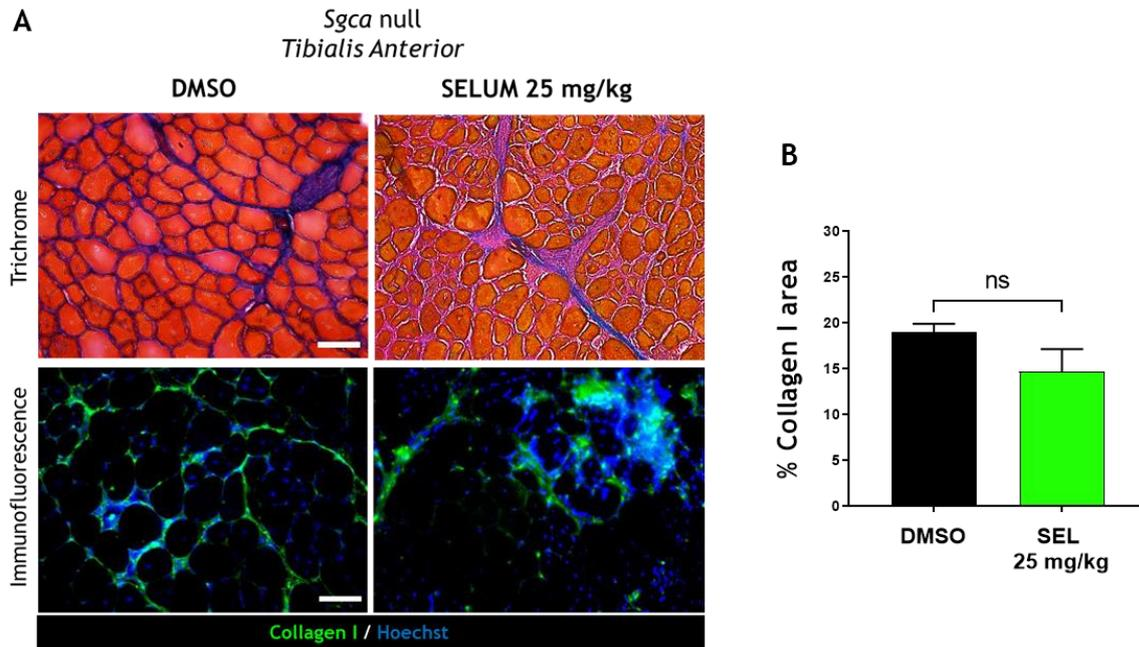 A
Sgca null
Tibialis Anterior
DMSO
SELUM 25 mg/kg
Trichrome
Immunofluorescence
Collagen I / Hoechst
B
% Collagen I area
30
25
20
15
10
5
0
ns
DMSO
SEL
25 mg/kg